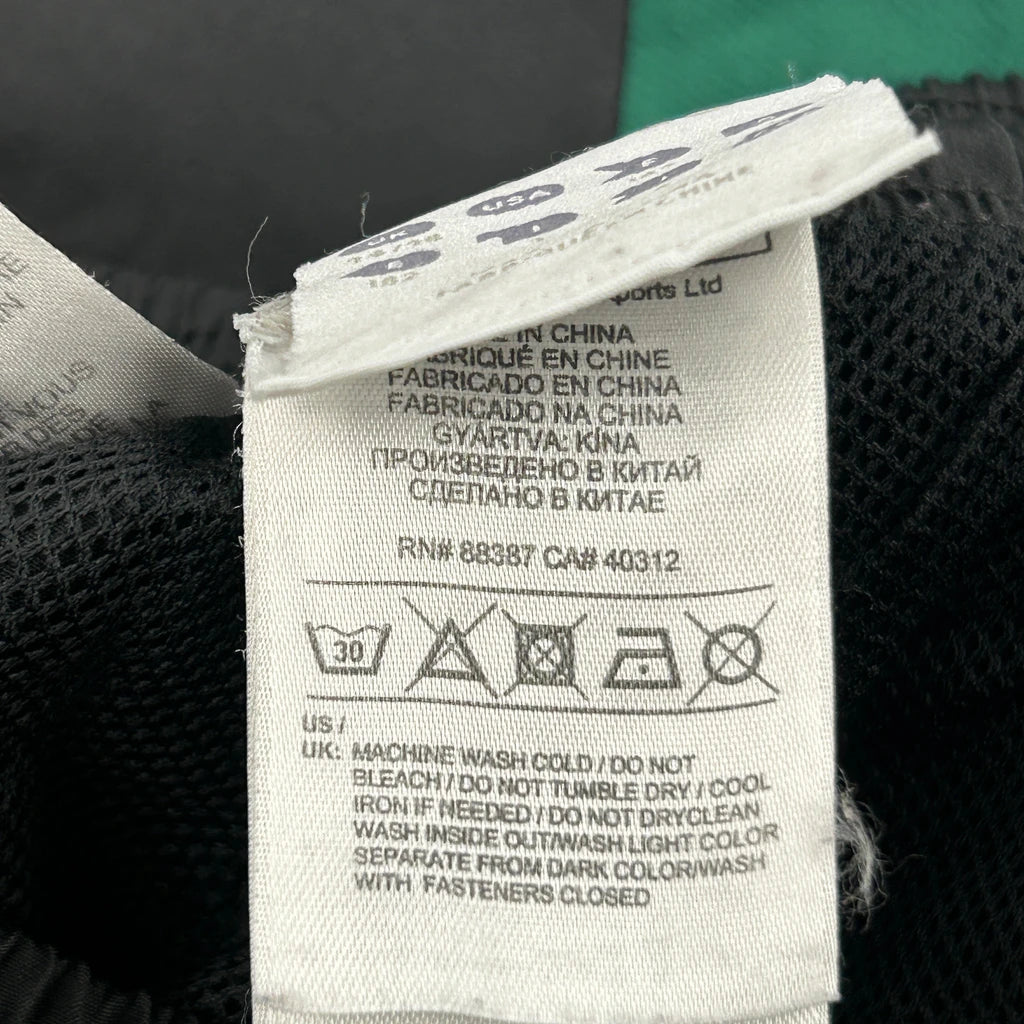 UK
USA
ports Ltd
IN CHINA
FABRIQUÉ EN CHINE
FABRICADO EN CHINA
FABRICADO NA CHINA
GYÁRTVA: KÍNA
ПРОИЗВЕДЕНО В КИТАЙ
СДЕЛАНО В КИТАЕ
RN# 88387 CA# 40312
30
US /
UK: MACHINE WASH COLD / DO NOT
BLEACH / DO NOT TUMBLE DRY / COOL
IRON IF NEEDED / DO NOT DRYCLEAN
WASH INSIDE OUT/WASH LIGHT COLOR
SEPARATE FROM DARK COLOR/WASH
WITH FASTENERS CLOSED